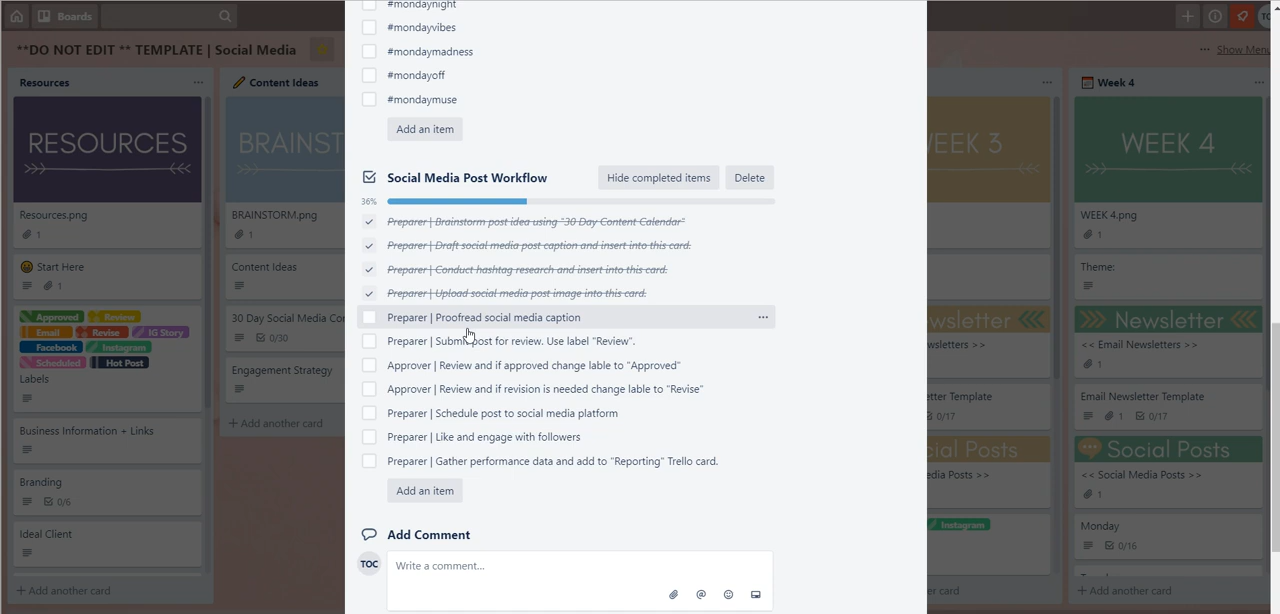 #mondaynight
#mondayvibes
#mondaymadness
#mondayoff
#mondaymuse
Add an item
Social Media Post Workflow
Hide completed items
Delete
36%
Preparer | Brainstorm post idea using "30 Day Content Calendar"
Preparer | Draft social media post caption and insert into this card.
Preparer | Conduct hashtag research and insert into this card.
Preparer | Upload social media post image into this card.
Preparer | Proofread social media caption
Preparer | Submit post for review. Use label "Review".
Approver | Review and if approved change lable to "Approved"
Approver | Review and if revision is needed change lable to "Revise"
Preparer | Schedule post to social media platform
Preparer | Like and engage with followers
Preparer | Gather performance data and add to "Reporting" Trello card.
Add an item
Add Comment
TOC
Write a comment...
Boards
**DO NOT EDIT ** TEMPLATE | Social Media
Show Menu
Resources
RESOURCES
Resources.png
1
Start Here
1
Approved
Review
Email
Revise
IG Story
Facebook
Instagram
Scheduled
Hot Post
Labels
Business Information + Links
Branding
0/6
Ideal Client
+ Add another card
Content Ideas
BRAINST
BRAINSTORM.png
1
Content Ideas
30 Day Social Media Co
0/30
Engagement Strategy
+ Add another card
EEK 3
wsletter
wsletters >>
etter Template
0/17
cial Posts
edia Posts >>
Instagram
card
Week 4
WEEK 4
WEEK 4.png
1
Theme:
Newsletter
<< Email Newsletters >>
1
Email Newsletter Template
1
0/17
Social Posts
<< Social Media Posts >>
1
Monday
0/16
+ Add another card